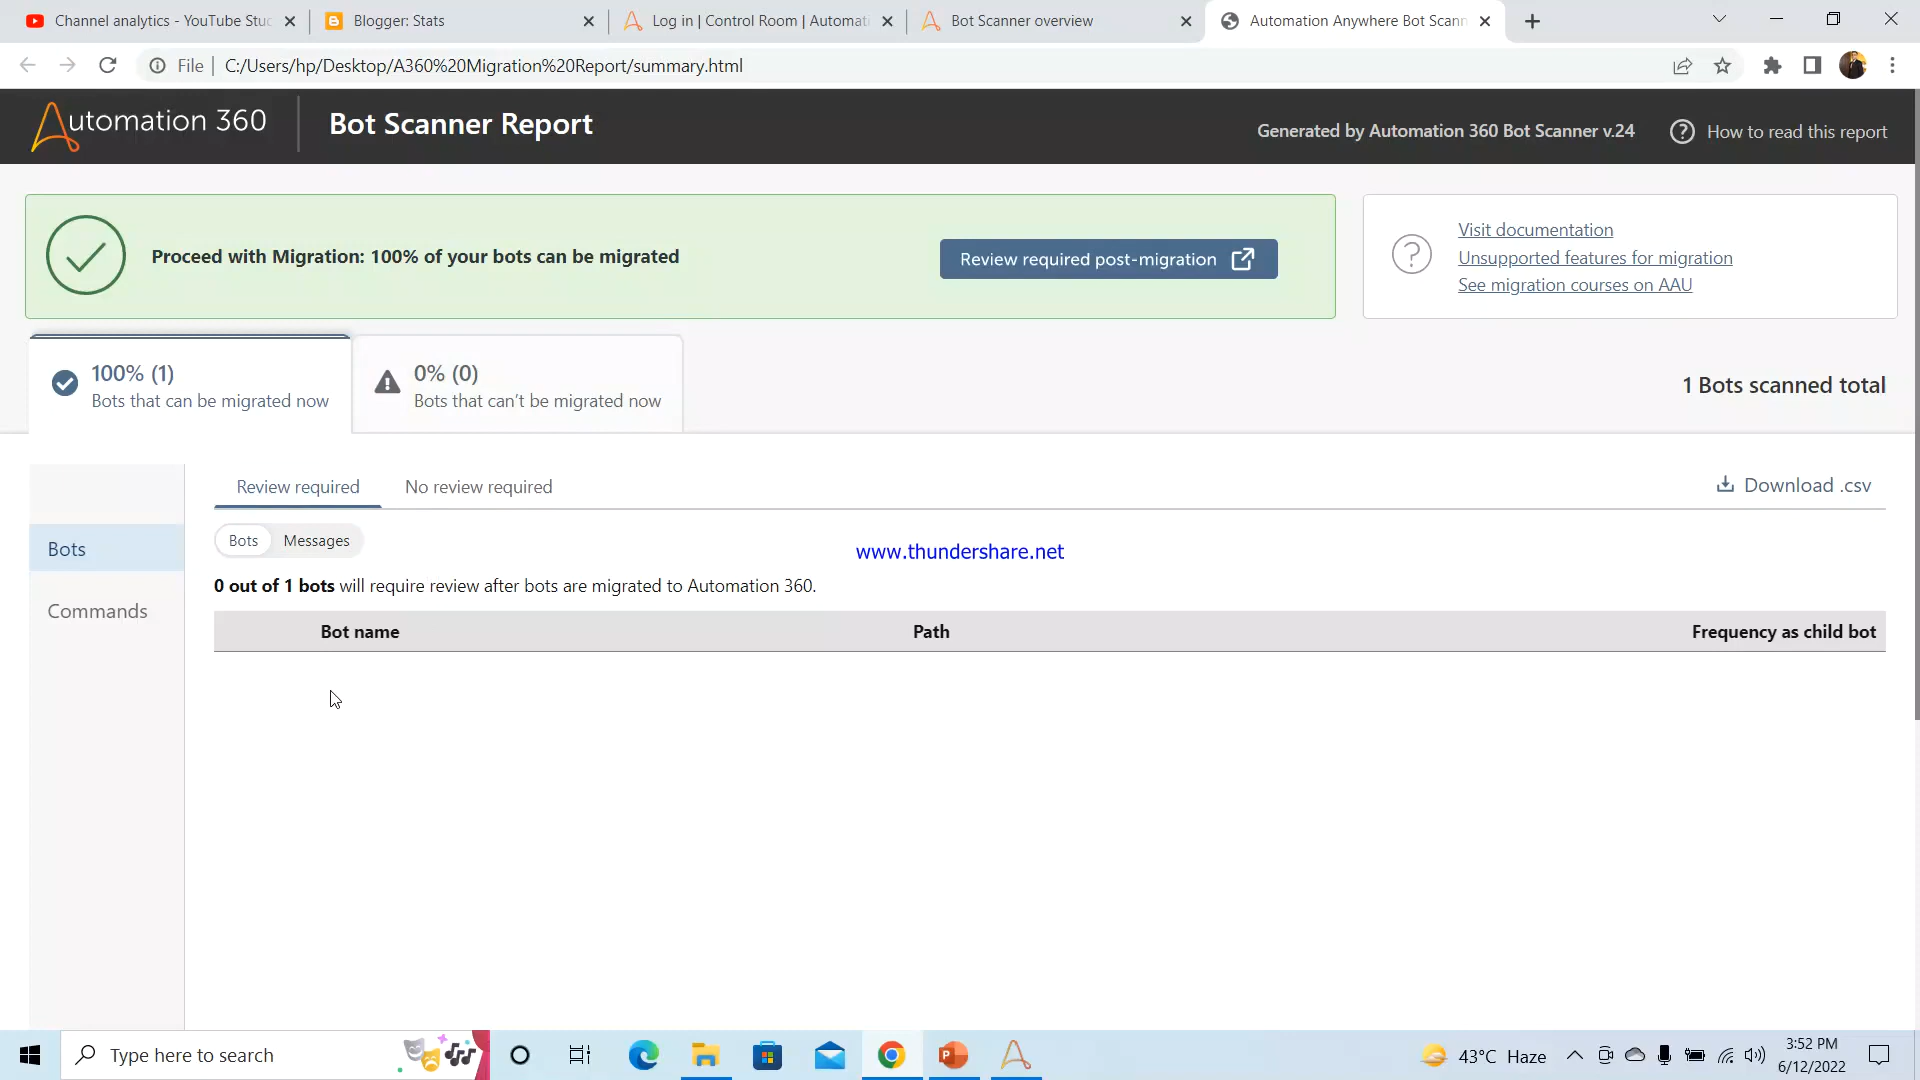 Channel analytics - YouTube Stuc
Blogger: Stats
Log in | Control Room | Automati
Bot Scanner overview
Automation Anywhere Bot Scann
File
C:/Users/hp/Desktop/A360%20Migration%20Report/summary.html
Automation 360
Bot Scanner Report
Generated by Automation 360 Bot Scanner v.24
How to read this report
Proceed with Migration: 100% of your bots can be migrated
Review required post-migration
Visit documentation
Unsupported features for migration
See migration courses on AAU
100% (1)
Bots that can be migrated now
0% (0)
Bots that can't be migrated now
1 Bots scanned total
Review required
No review required
Download .csv
Bots
Commands
Bots
Messages
www.thundershare.net
0 out of 1 bots will require review after bots are migrated to Automation 360.
Bot name
Path
Frequency as child bot
Type here to search
43°C Haze
3:52 PM
6/12/2022